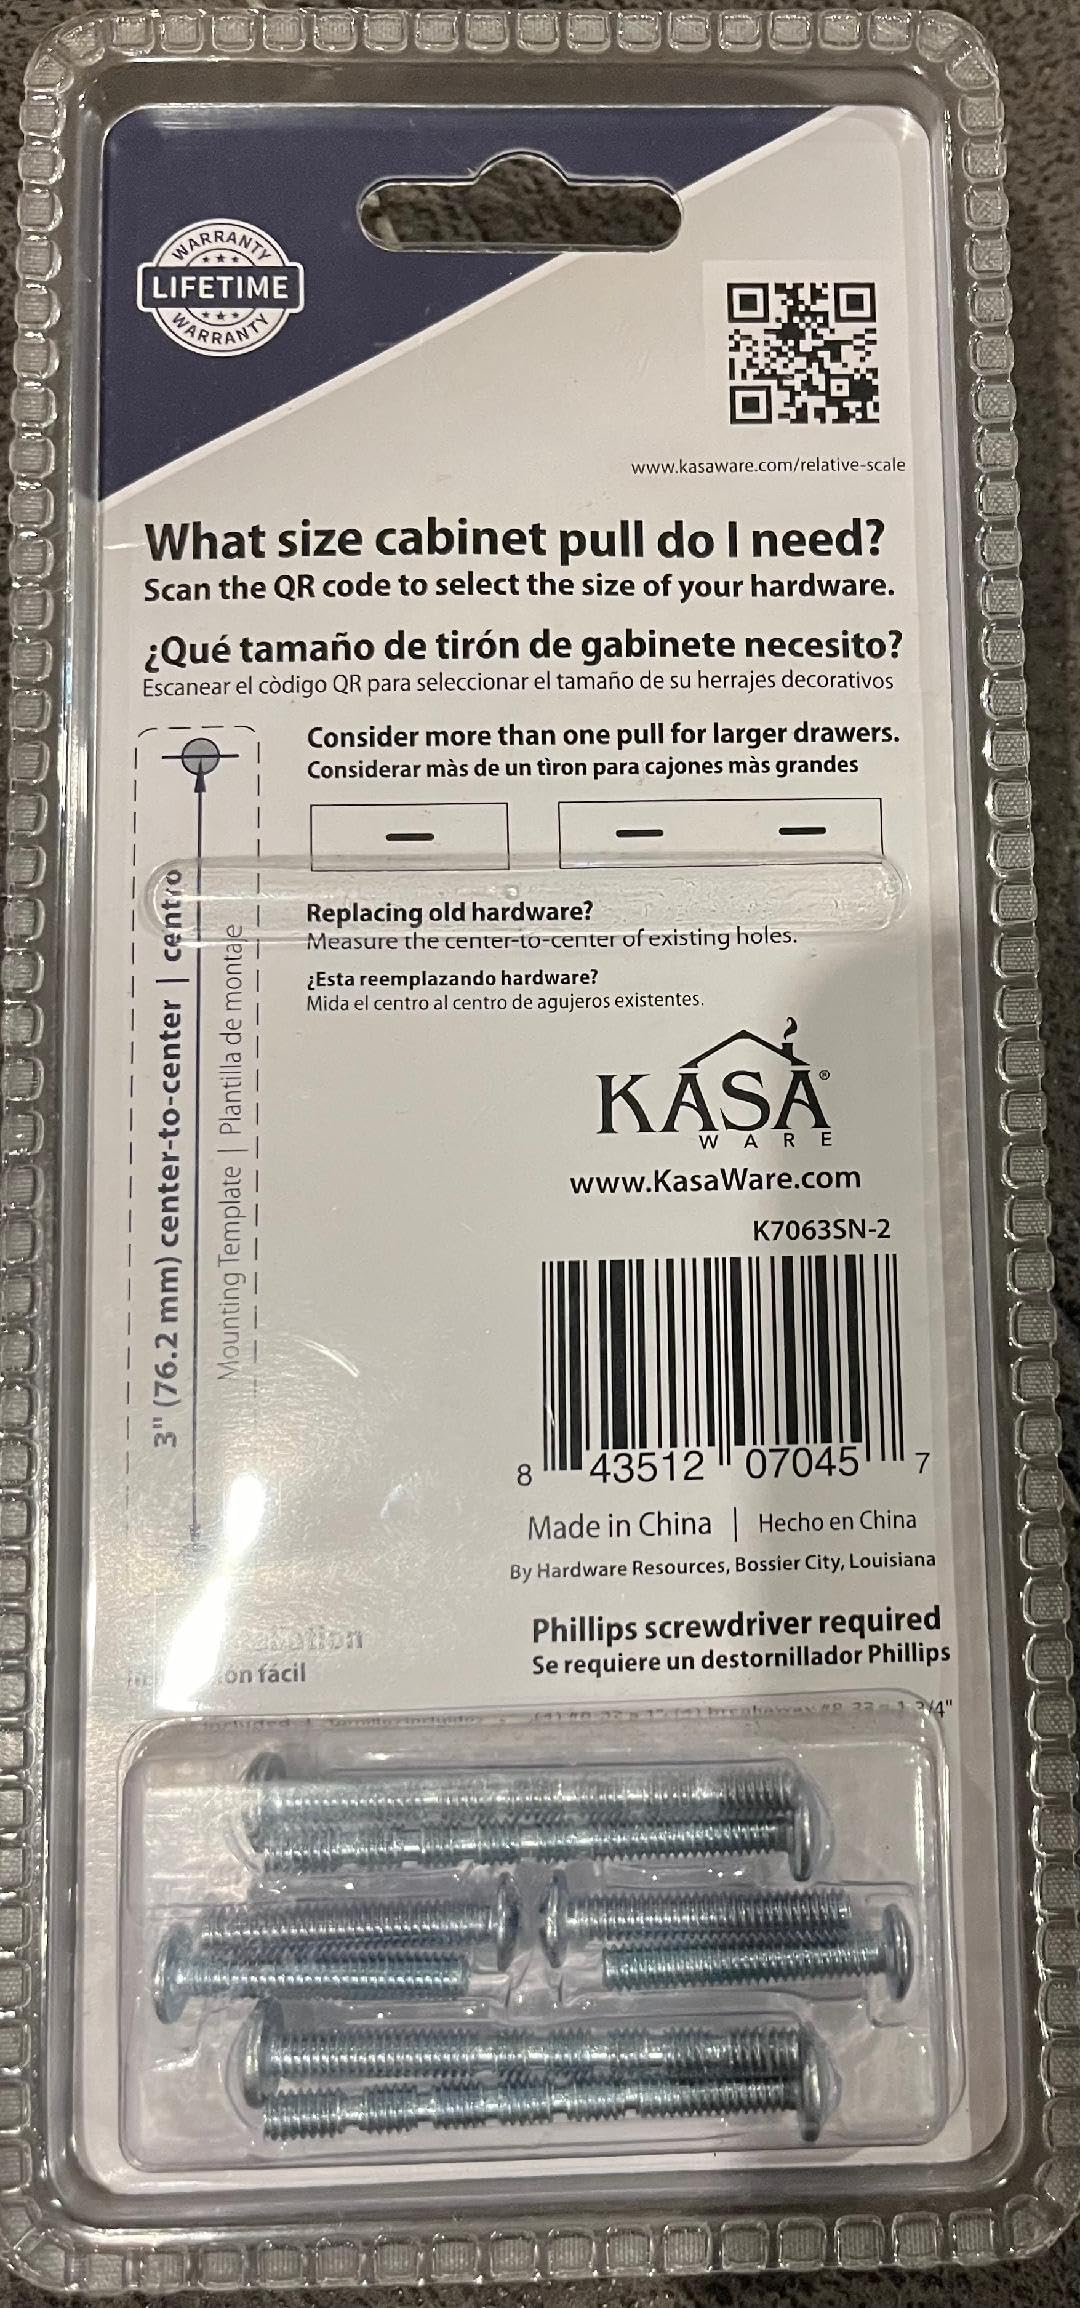 WARRANTY
LIFETIME
WARRANTY
www.kasaware.com/relative-scale
What size cabinet pull do I need?
Scan the QR code to select the size of your hardware.
¿Qué tamaño de tirón de gabinete necesito?
Escanear el còdigo QR para seleccionar el tamaño de su herrajes decorativos
Consider more than one pull for larger drawers.
Considerar màs de un tìron para cajones màs grandes
3" (76.2 mm) center-to-center | centro
Mounting Template | Plantilla de montaje
Replacing old hardware?
Measure the center-to-center of existing holes.
¿Esta reemplazando hardware?
Mida el centro al centro de agujeros existentes.
KASA®
WARE
www.KasaWare.com
K7063SN-2
8 43512 07045 7
Made in China | Hecho en China
By Hardware Resources, Bossier City, Louisiana
Phillips screwdriver required
Se requiere un destornillador Phillips
fácil